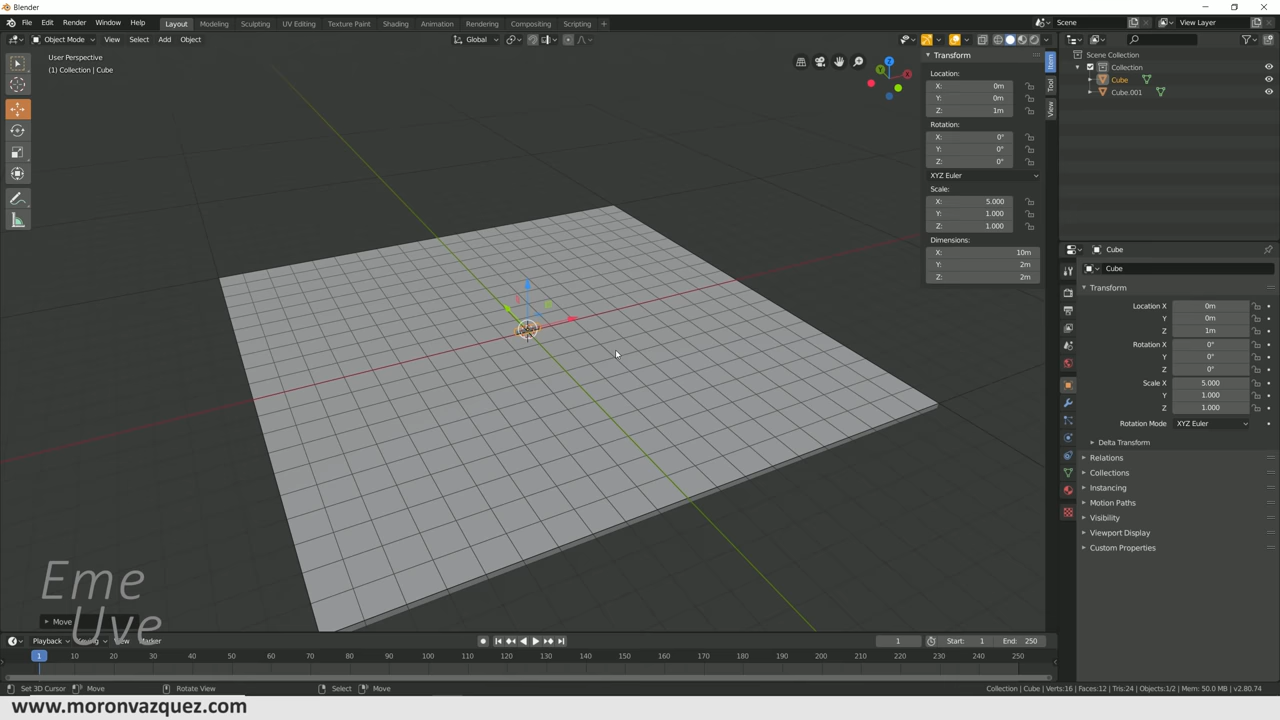 Blender
File Edit Render Window Help
Layout Modeling Sculpting UV Editing Texture Paint Shading Animation Rendering Compositing Scripting +
Scene
View Layer
Object Mode View Select Add Object
Global
User Perspective
(1) Collection | Cube
Transform
Location:
X: 0m
Y: 0m
Z: 1m
Rotation:
X: 0°
Y: 0°
Z: 0°
XYZ Euler
Scale:
X: 5.000
Y: 1.000
Z: 1.000
Dimensions:
X: 10m
Y: 2m
Z: 2m
Item
Tool
View
Scene Collection
Collection
Cube
Cube.001
Cube
Cube
Transform
Location X 0m
Y 0m
Z 1m
Rotation X 0°
Y 0°
Z 0°
Scale X 5.000
Y 1.000
Z 1.000
Rotation Mode XYZ Euler
Delta Transform
Relations
Collections
Instancing
Motion Paths
Visibility
Viewport Display
Custom Properties
Eme
Uve
Move
Playback Keying View Marker
1 Start: 1 End: 250
1 10 20 30 40 50 60 70 80 90 100 110 120 130 140 150 160 170 180 190 200 210 220 230 240 250
Set 3D Cursor Move Rotate View Select Move
Collection | Cube | Verts:16 | Faces:12 | Tris:24 | Objects:1/2 | Mem: 50.0 MB | v2.80.74
www.moronvazquez.com